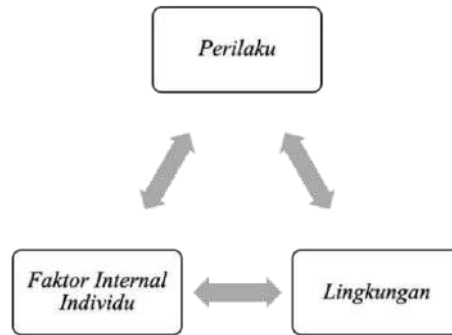 Perilaku
Faktor Internal
Individu
Lingkungan